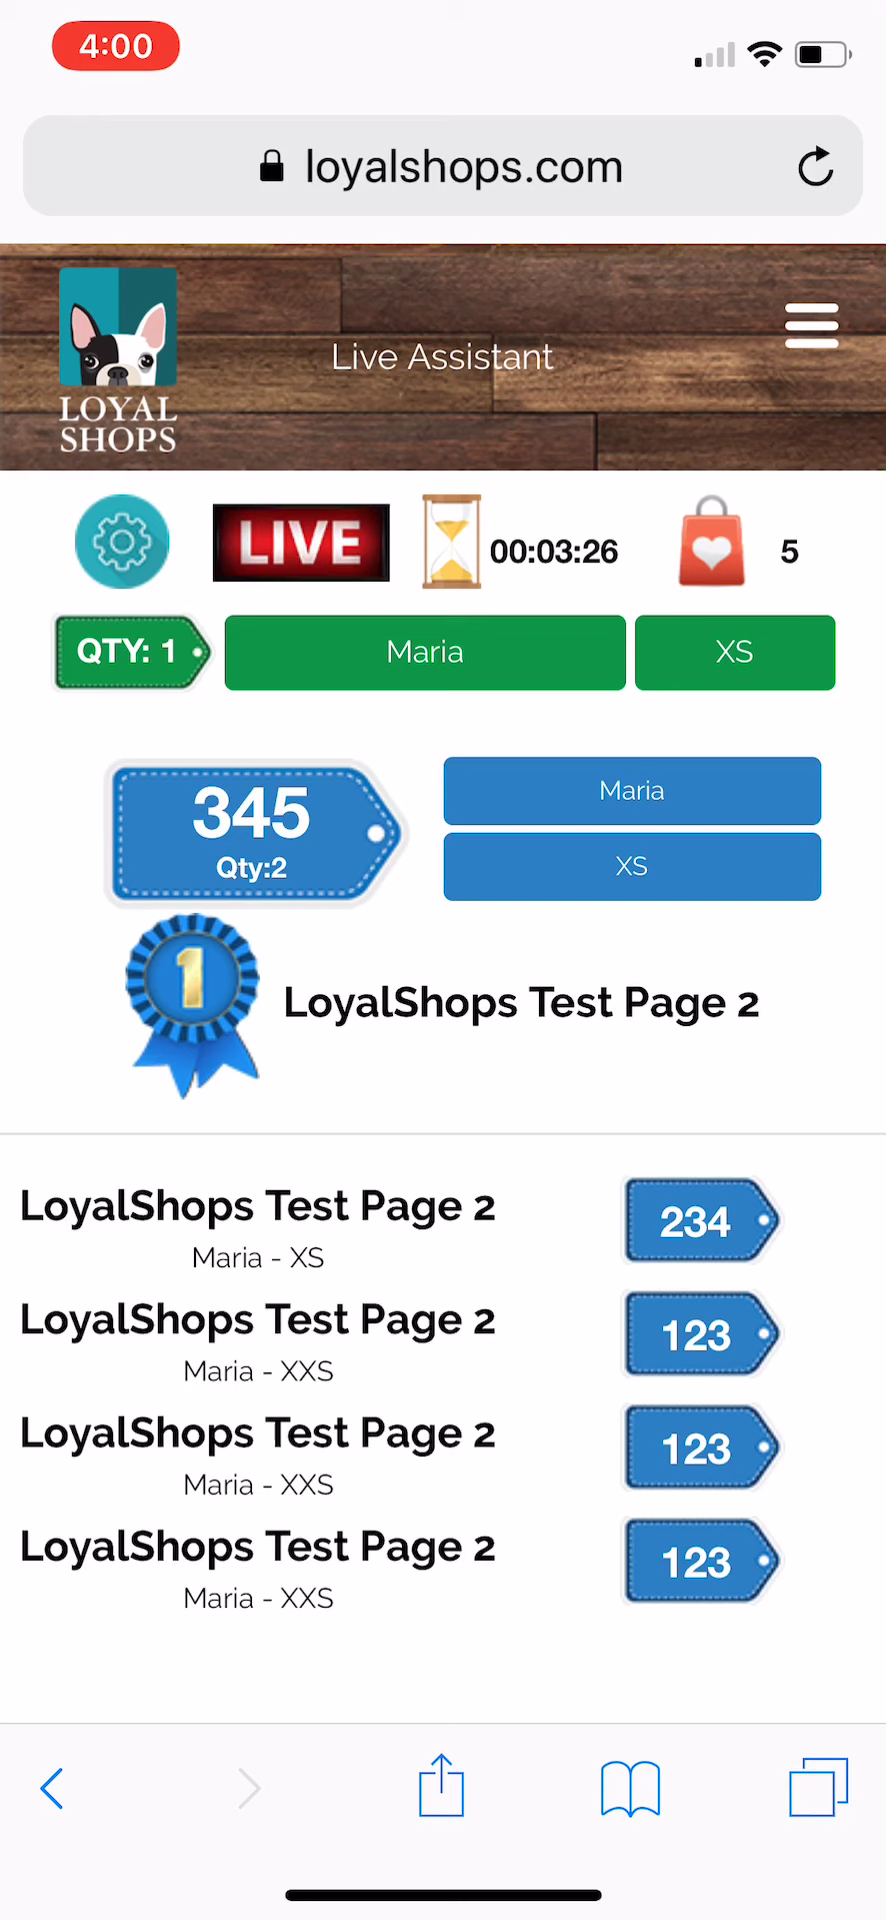 4:00
loyalshops.com
Live Assistant
LOYAL
SHOPS
LIVE
00:03:26
5
QTY: 1
Maria
XS
345
Qty:2
Maria
XS
1
LoyalShops Test Page 2
LoyalShops Test Page 2
234
Maria - XS
LoyalShops Test Page 2
123
Maria - XXS
LoyalShops Test Page 2
123
Maria - XXS
LoyalShops Test Page 2
123
Maria - XXS